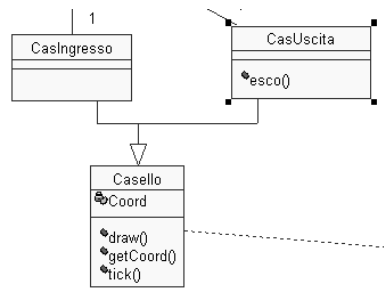 1
CasIngresso
CasUscita
esco()
Casello
Coord
draw()
getCoord()
tick()